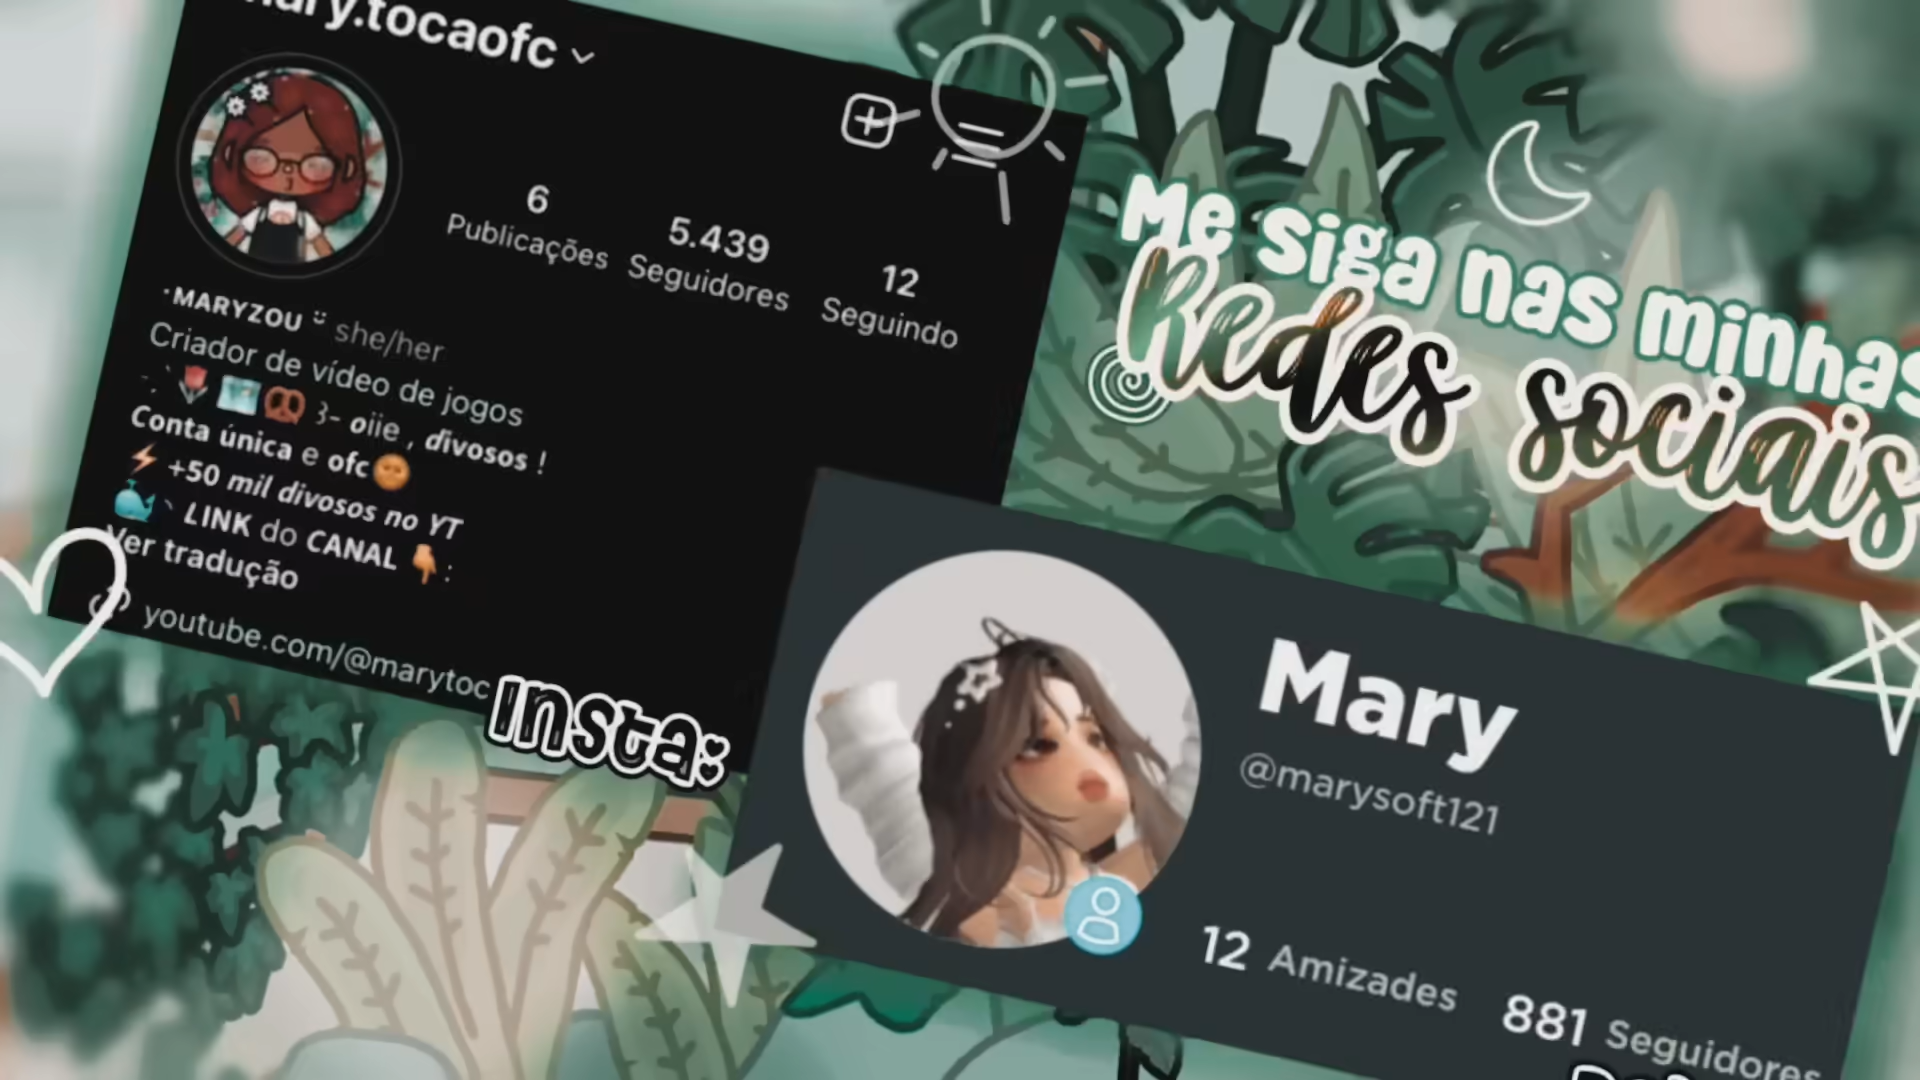 ary.tocaofc
6
Publicações
5.439
Seguidores
12
Seguindo
·MARYZOU she/her
Criador de vídeo de jogos
oiie , divosos !
Conta única e ofc
+50 mil divosos no YT
LINK do CANAL :
Ver tradução
youtube.com/@marytoc
Insta:
Me siga nas minhas
Redes sociais
Mary
@marysoft121
12 Amizades 881 Seguidores